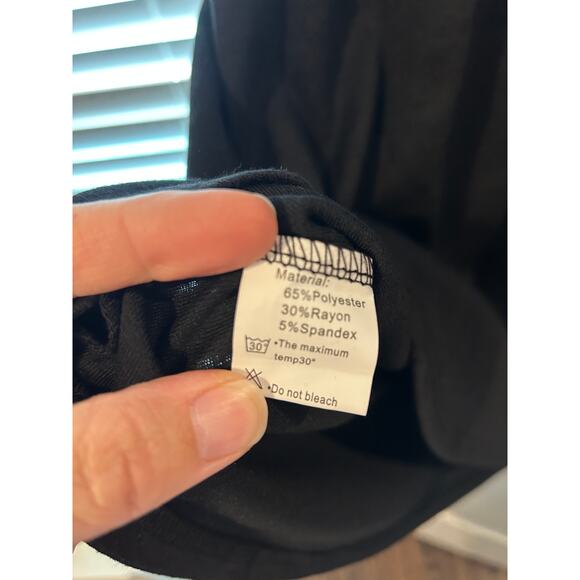 Material:
65%Polyester
30%Rayon
5%Spandex
30° •The maximum
temp30°
•Do not bleach